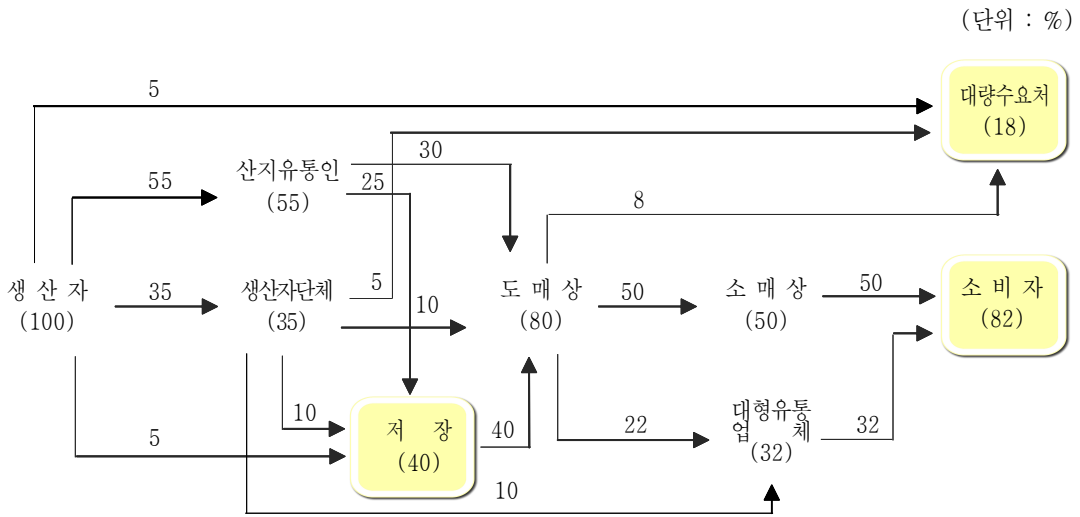 (단위 : %)
5
대량수요처
(18)
산지유통인
(55)
30
25
55
8
생 산 자
(100)
35
생산자단체
(35)
5
10
도 매 상
(80)
50
소 매 상
(50)
50
소 비 자
(82)
10
5
저 장
(40)
40
22
대형유통
업 체
(32)
32
10